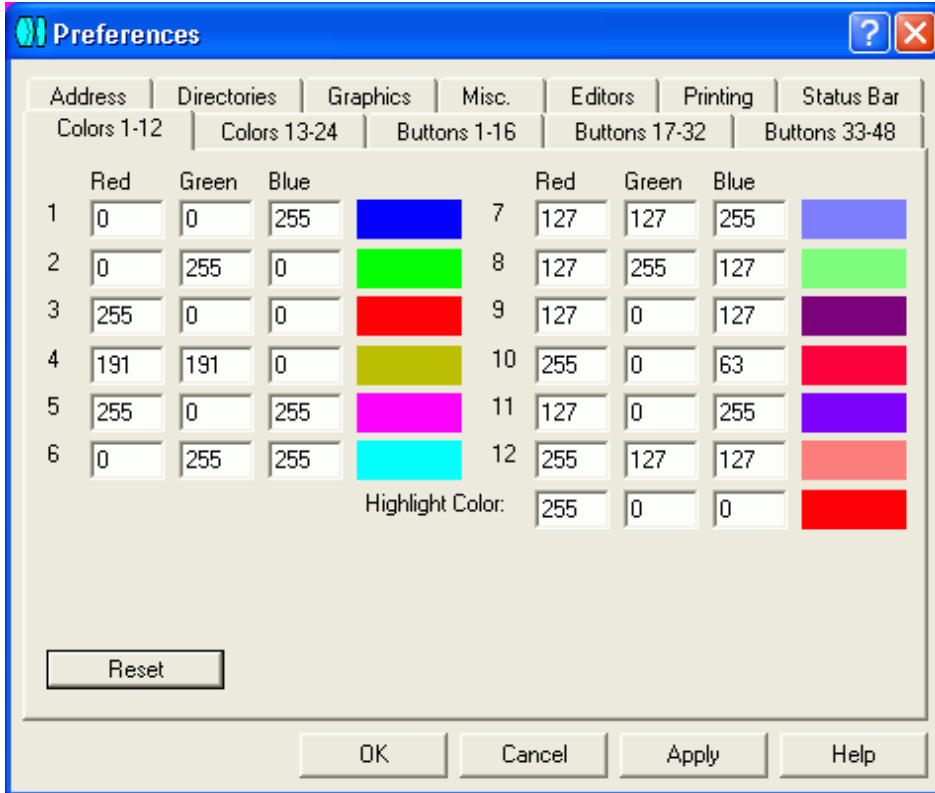 Preferences
Address Directories Graphics Misc. Editors Printing Status Bar
Colors 1-12 Colors 13-24 Buttons 1-16 Buttons 17-32 Buttons 33-48
Red Green Blue Red Green Blue
1 0 0 255 7 127 127 255
2 0 255 0 8 127 255 127
3 255 0 0 9 127 0 127
4 191 191 0 10 255 0 63
5 255 0 255 11 127 0 255
6 0 255 255 12 255 127 127
Highlight Color: 255 0 0
Reset
OK Cancel Apply Help